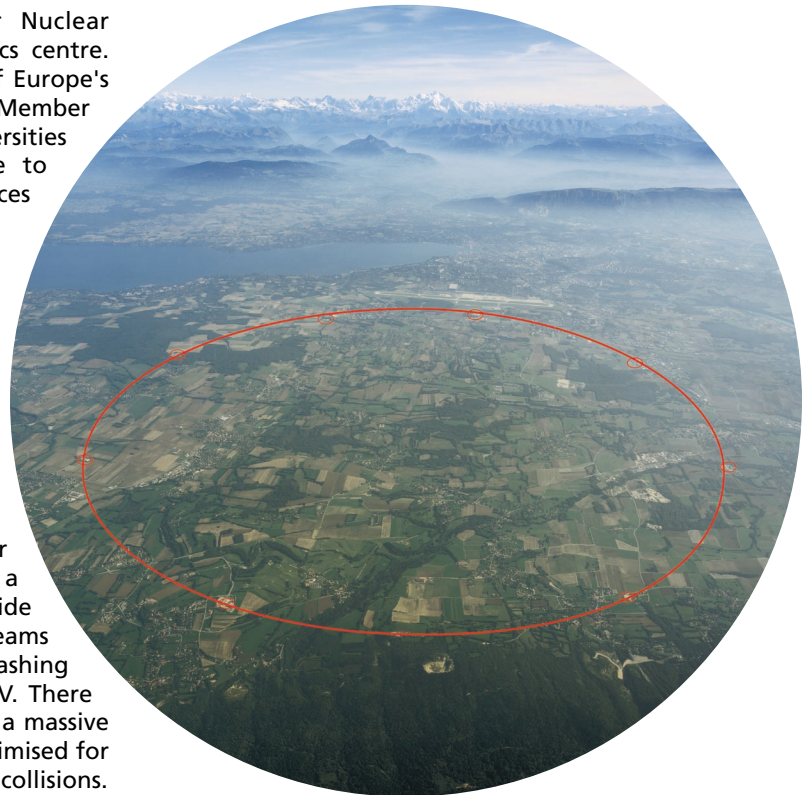 r Nuclear
cs centre.
f Europe's
Member
ersities
e to
ces
r
a
ide
eams
ashing
V. There
a massive
imised for
collisions.